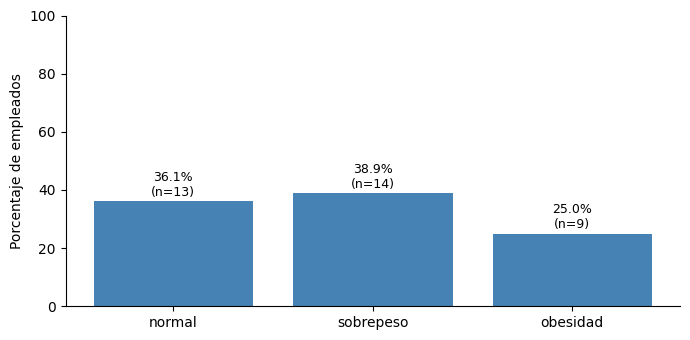 Porcentaje de empleados
100
80
60
40
20
0
36.1%
(n=13)
38.9%
(n=14)
25.0%
(n=9)
normal
sobrepeso
obesidad